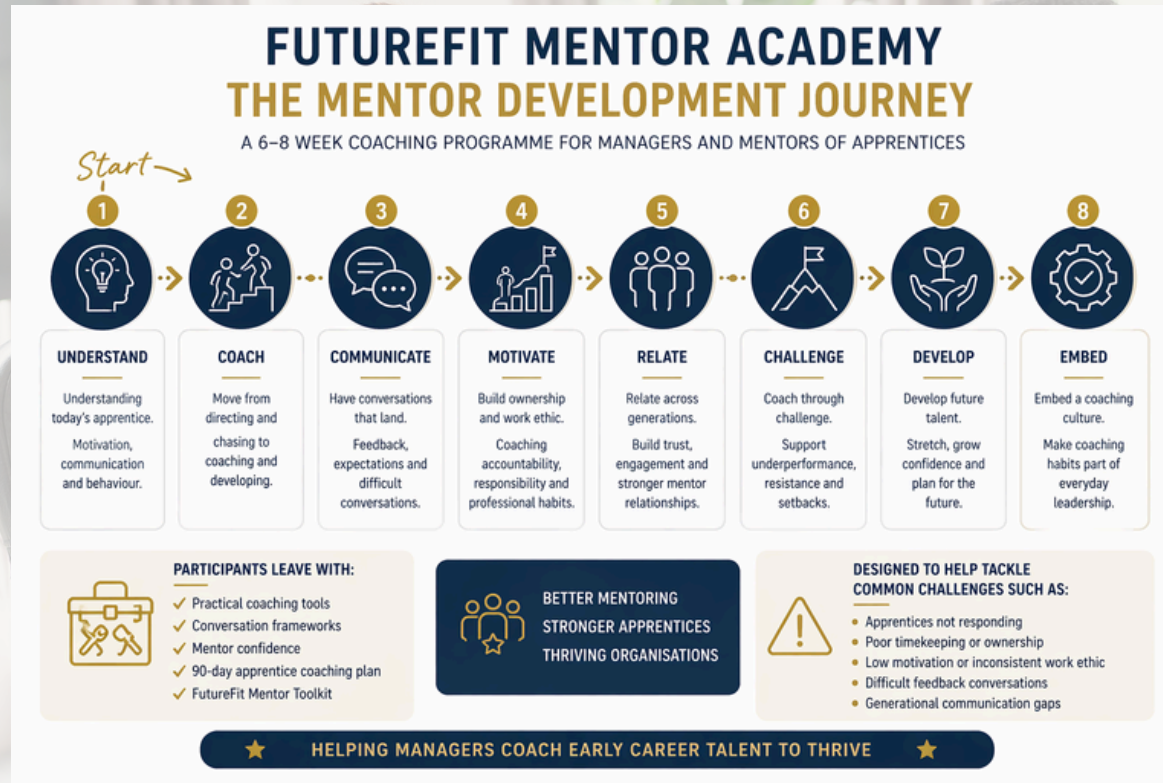 FUTUREFIT MENTOR ACADEMY
THE MENTOR DEVELOPMENT JOURNEY
A 6–8 WEEK COACHING PROGRAMME FOR MANAGERS AND MENTORS OF APPRENTICES
Start
1
UNDERSTAND
Understanding
today's apprentice.
Motivation,
communication
and behaviour.
2
COACH
Move from
directing and
chasing to
coaching and
developing.
3
COMMUNICATE
Have conversations
that land.
Feedback,
expectations and
difficult
conversations.
4
MOTIVATE
Build ownership
and work ethic.
Coaching
accountability,
responsibility and
professional habits.
5
RELATE
Relate across
generations.
Build trust,
engagement and
stronger mentor
relationships.
6
CHALLENGE
Coach through
challenge.
Support
underperformance,
resistance and
setbacks.
7
DEVELOP
Develop future
talent.
Stretch, grow
confidence and
plan for the
future.
8
EMBED
Embed a coaching
culture.
Make coaching
habits part of
everyday
leadership.
PARTICIPANTS LEAVE WITH:
✓ Practical coaching tools
✓ Conversation frameworks
✓ Mentor confidence
✓ 90-day apprentice coaching plan
✓ FutureFit Mentor Toolkit
BETTER MENTORING
STRONGER APPRENTICES
THRIVING ORGANISATIONS
DESIGNED TO HELP TACKLE
COMMON CHALLENGES SUCH AS:
• Apprentices not responding
• Poor timekeeping or ownership
• Low motivation or inconsistent work ethic
• Difficult feedback conversations
• Generational communication gaps
★ HELPING MANAGERS COACH EARLY CAREER TALENT TO THRIVE ★